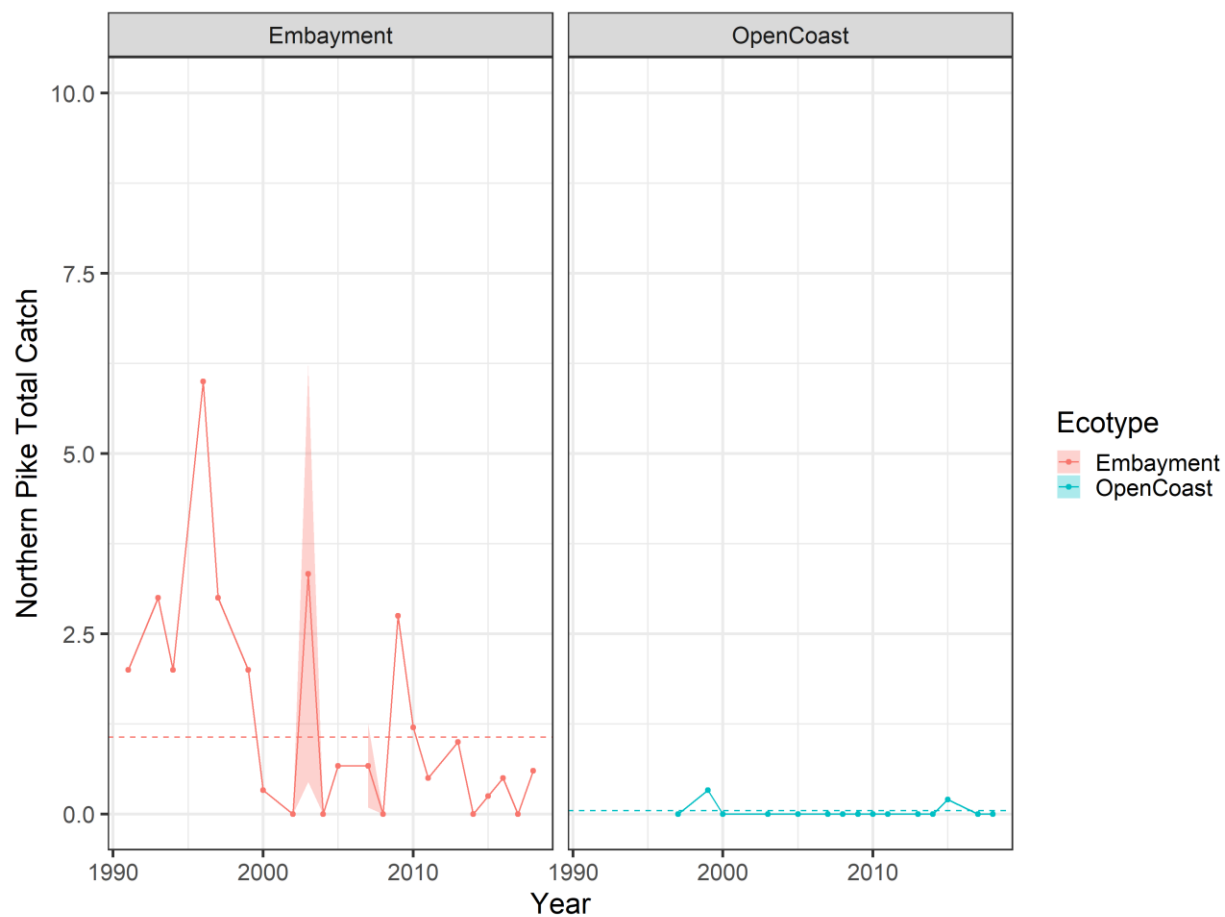 Embayment OpenCoast
10.0
7.5
5.0
2.5
0.0
Northern Pike Total Catch
1990 2000 2010 1990 2000 2010
Year
Ecotype
Embayment
OpenCoast